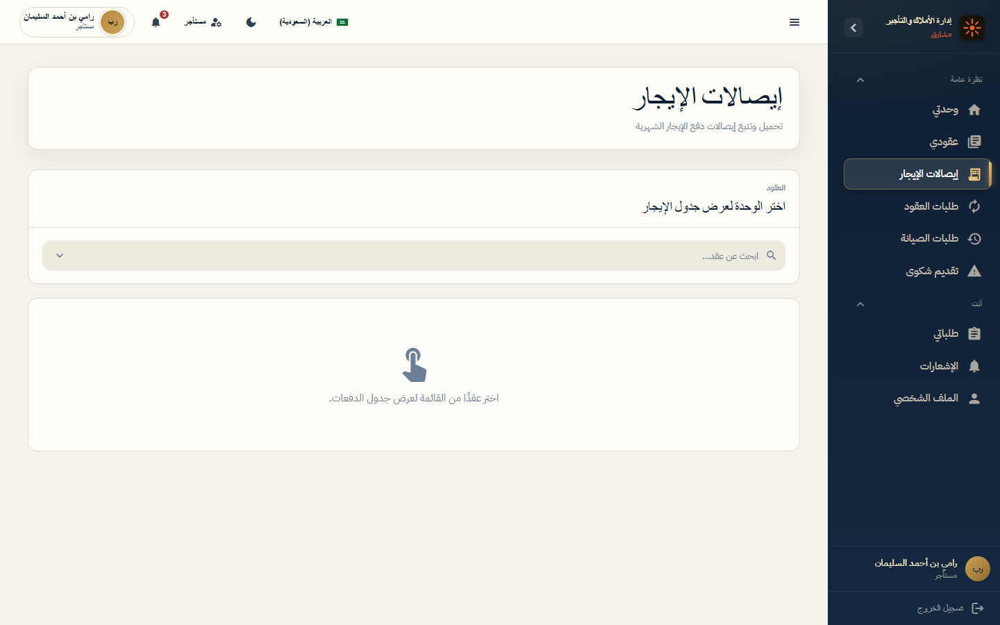 إدارة الأملاك والتأجير
مشارق
نظرة عامة
وحدتي
عقودي
إيصالات الإيجار
طلبات العقود
طلبات الصيانة
تقديم شكوى
أنت
طلباتي
الإشعارات
الملف الشخصي
رب
رامي بن أحمد السليمان
مستأجر
تسجيل الخروج
العربية (السعودية)
مستأجر
3
رب
رامي بن أحمد السليمان
مستأجر
إيصالات الإيجار
تحميل وتتبع إيصالات دفع الإيجار الشهرية
العقود
اختر الوحدة لعرض جدول الإيجار
ابحث عن عقد...
اختر عقدًا من القائمة لعرض جدول الدفعات.